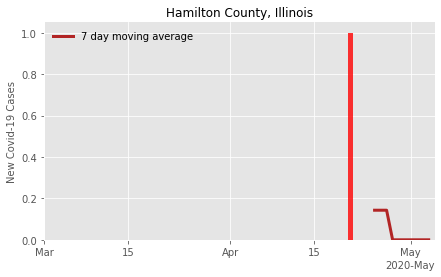 Hamilton County, Illinois
7 day moving average
New Covid-19 Cases
1.0
0.8
0.6
0.4
0.2
0.0
Mar 15 Apr 15 May
2020-May